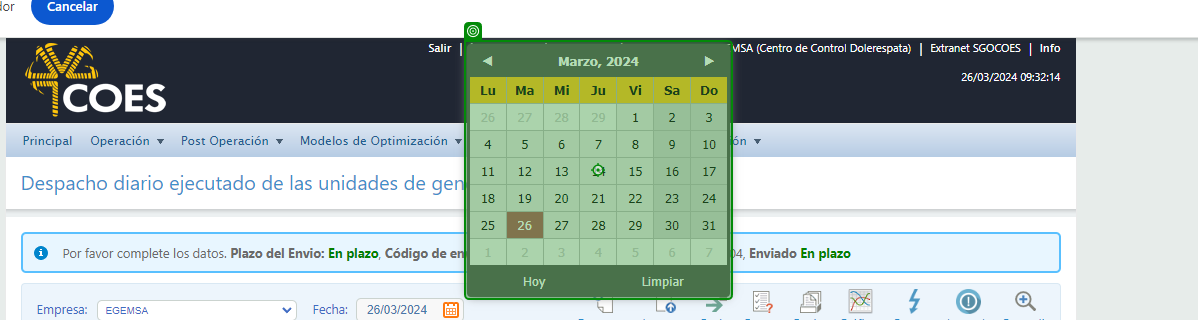 dor Cancelar
Salir | EMSA (Centro de Control Dolerespata) | Extranet SGOCOES | Info
26/03/2024 09:32:14
COES
Marzo, 2024
Lu Ma Mi Ju Vi Sa Do
26 27 28 29 1 2 3
4 5 6 7 8 9 10
11 12 13 15 16 17
18 19 20 21 22 23 24
25 26 27 28 29 30 31
1 2 3 4 5 6 7
Hoy Limpiar
Principal Operación Post Operación Modelos de Optimización ión
Despacho diario ejecutado de las unidades de gen
Por favor complete los datos. Plazo del Envio: En plazo, Código de en 04, Enviado En plazo
Empresa: EGEMSA Fecha: 26/03/2024